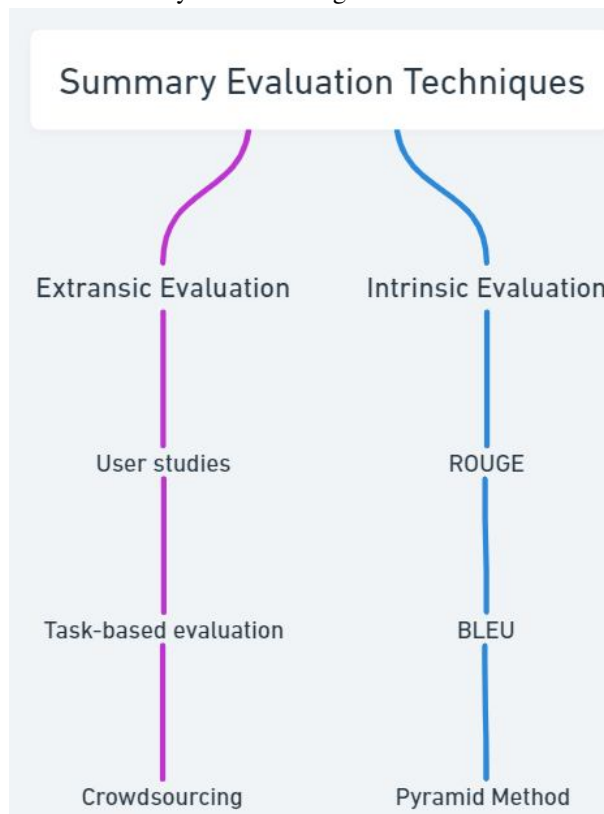 Summary Evaluation Techniques
Extransic Evaluation
Intrinsic Evaluation
User studies
ROUGE
Task-based evaluation
BLEU
Crowdsourcing
Pyramid Method